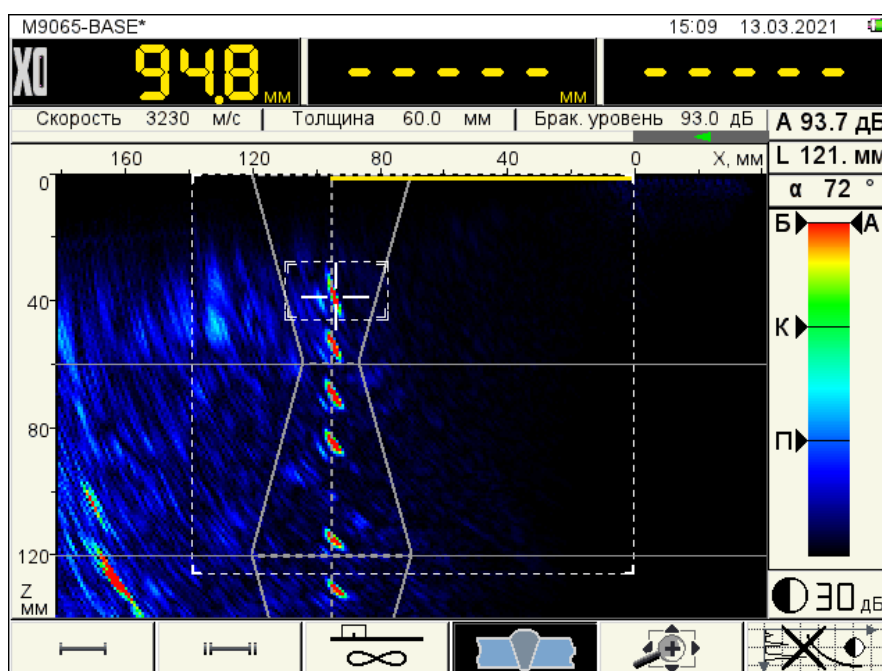 M9065-BASE* 15:09 13.03.2021
X0 94.8 мм - - - - - мм - - - - -
Скорость 3230 м/с | Толщина 60.0 мм | Брак. уровень 93.0 дБ
A 93.7 дБ
L 121. мм
α 72 °
160 120 80 40 0 X, мм
0
40
80
120
Z
мм
Б А
К
П
30 дБ